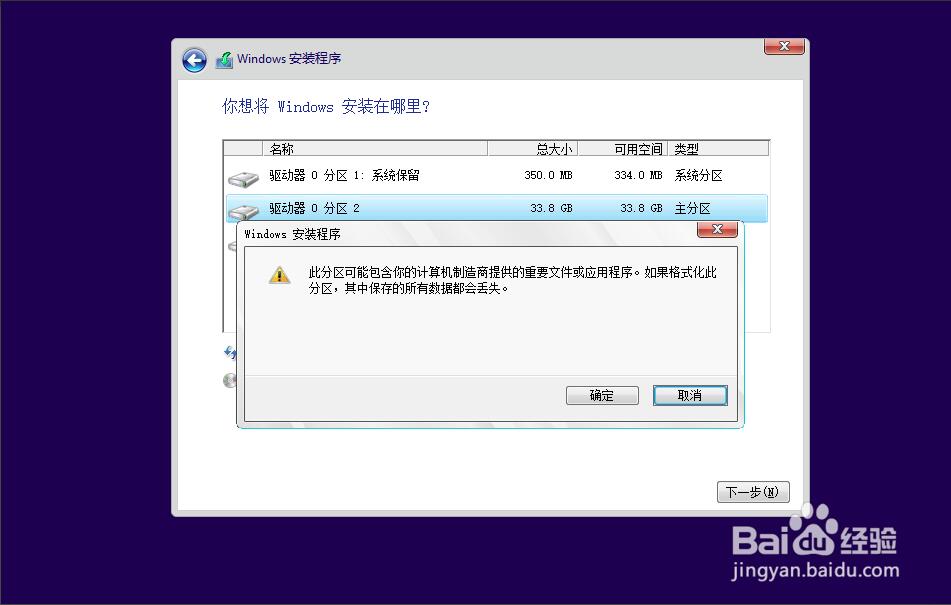 Windows 安装程序
你想将 Windows 安装在哪里?
名称 总大小 可用空间 类型
驱动器 0 分区 1: 系统保留 350.0 MB 334.0 MB 系统分区
驱动器 0 分区 2 33.8 GB 33.8 GB 主分区
Windows 安装程序
此分区可能包含你的计算机制造商提供的重要文件或应用程序。如果格式化此
分区，其中保存的所有数据都会丢失。
确定 取消
下一步(N)
Baidu 经验
jingyan.baidu.com